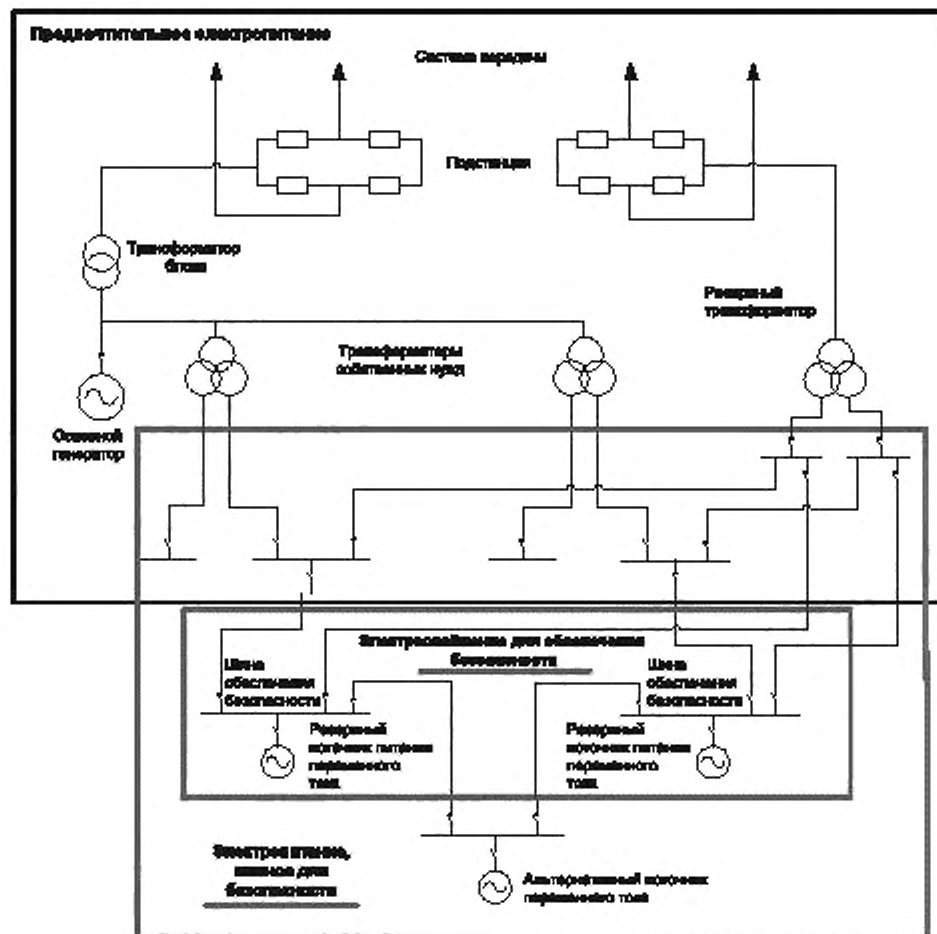 Предпочтительное электропитание
Система передачи
Подстанция
Трансформатор
блока
Резервный
трансформатор
Трансформаторы
собственных нужд
Основной
генератор
Электропитание для обеспечения
безопасности
Шина
обеспечения
безопасности
Шина
обеспечения
безопасности
Резервный
источник питания
переменного
тока
Резервный
источник питания
переменного
тока
Электропитание,
важное для
безопасности
Альтернативный источник
переменного тока